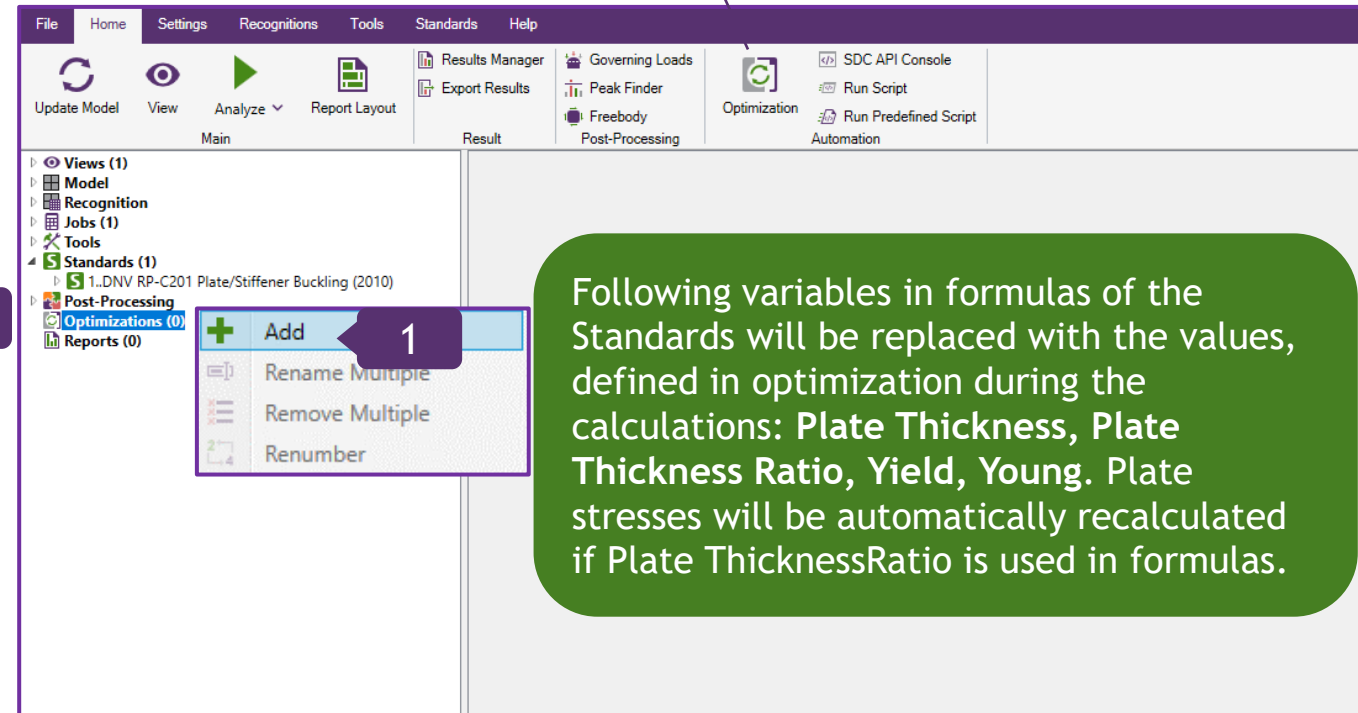 File Home Settings Recognitions Tools Standards Help
Update Model View Analyze Report Layout
Main
Results Manager
Export Results
Result
Governing Loads
Peak Finder
Freebody
Post-Processing
Optimization
SDC API Console
Run Script
Run Predefined Script
Automation
Views (1)
Model
Recognition
Jobs (1)
Tools
Standards (1)
1..DNV RP-C201 Plate/Stiffener Buckling (2010)
Post-Processing
Optimizations (0)
Reports (0)
Add
1
Rename Multiple
Remove Multiple
Renumber
Following variables in formulas of the
Standards will be replaced with the values,
defined in optimization during the
calculations: Plate Thickness, Plate
Thickness Ratio, Yield, Young. Plate
stresses will be automatically recalculated
if Plate ThicknessRatio is used in formulas.